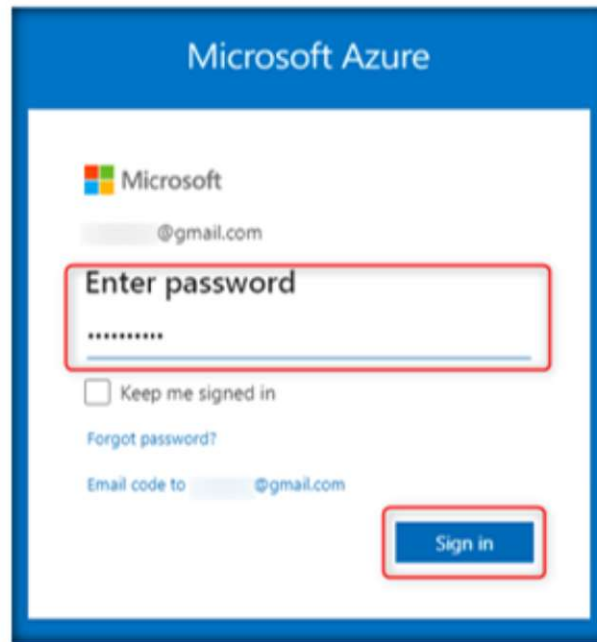 Microsoft Azure
Microsoft
@gmail.com
Enter password
••••••••••
Keep me signed in
Forgot password?
Email code to @gmail.com
Sign in